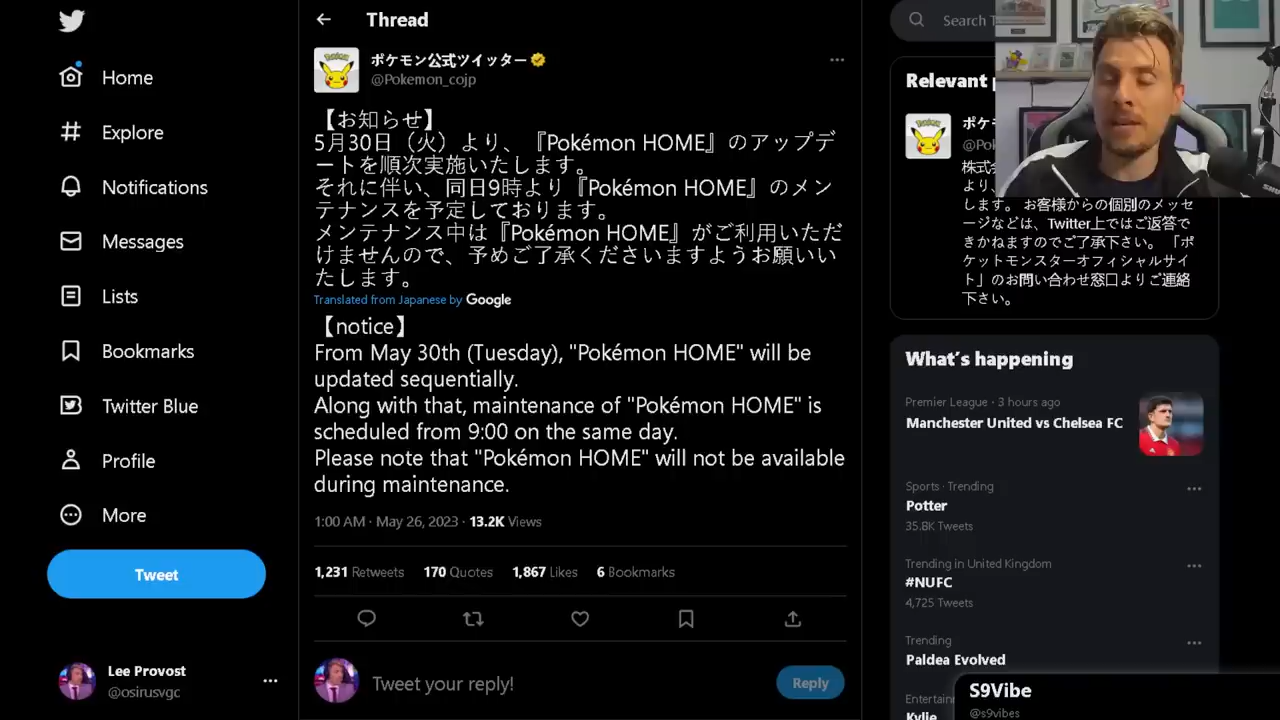 Home
Explore
Notifications
Messages
Lists
Bookmarks
Twitter Blue
Profile
More
Tweet
Lee Provost
@osirusvgc
Thread
ポケモン公式ツイッター
@Pokemon_cojp
【お知らせ】
5月30日（火）より、『Pokémon HOME』のアップデ
ートを順次実施いたします。
それに伴い、同日9時より『Pokémon HOME』のメン
テナンスを予定しております。
メンテナンス中は『Pokémon HOME』がご利用いただ
けませんので、予めご了承くださいますようお願いい
たします。
Translated from Japanese by Google
【notice】
From May 30th (Tuesday), "Pokémon HOME" will be
updated sequentially.
Along with that, maintenance of "Pokémon HOME" is
scheduled from 9:00 on the same day.
Please note that "Pokémon HOME" will not be available
during maintenance.
1:00 AM · May 26, 2023 · 13.2K Views
1,231 Retweets 170 Quotes 1,867 Likes 6 Bookmarks
Tweet your reply!
Reply
Search
Relevant
ポケ
@Pok
株式会
より、
します。お客様からの個別のメッセ
ージなどは、Twitter上ではご返答で
きかねますのでご了承下さい。「ポ
ケットモンスターオフィシャルサイ
ト」のお問い合わせ窓口よりご連絡
下さい。
What's happening
Premier League · 3 hours ago
Manchester United vs Chelsea FC
Sports · Trending
Potter
35.8K Tweets
Trending in United Kingdom
#NUFC
4,725 Tweets
Trending
Paldea Evolved
Entertain
Kylie
S9Vibe
@s9vibes